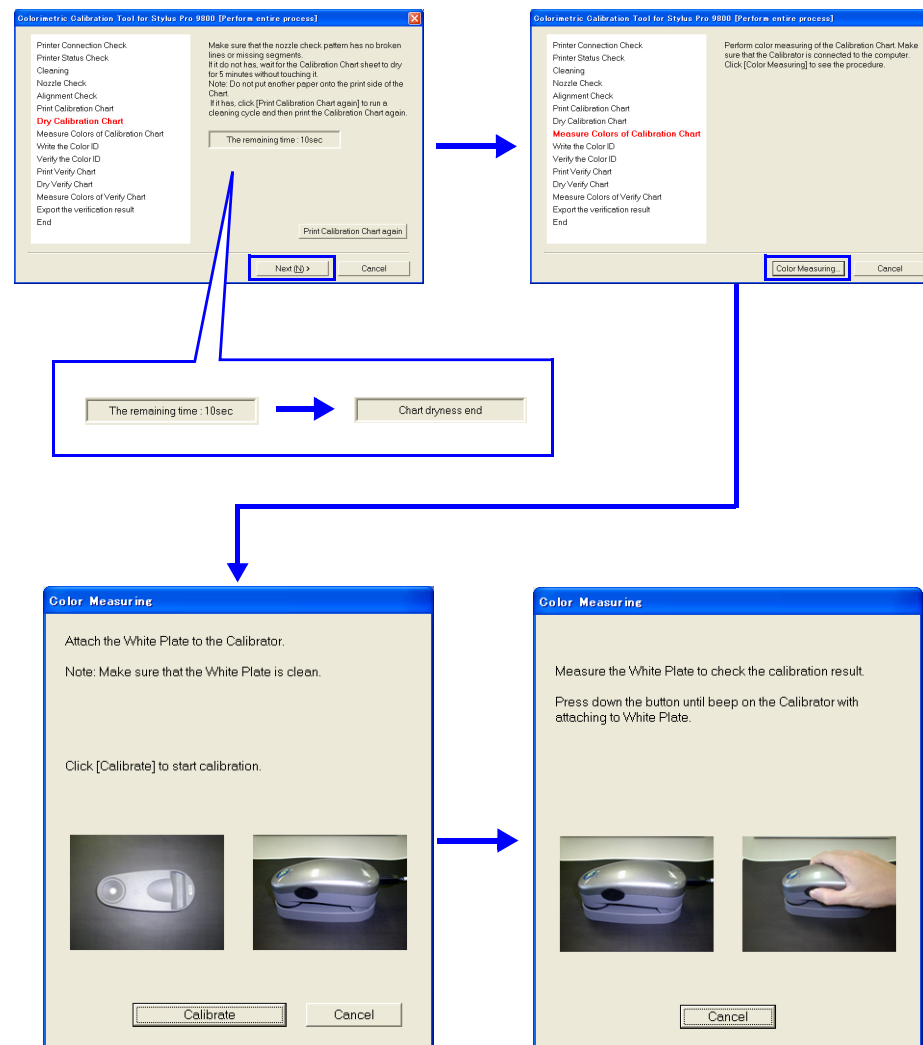 Colorimetric Calibration Tool for Stylus Pro 9800 [Perform entire process]
Printer Connection Check
Printer Status Check
Cleaning
Nozzle Check
Alignment Check
Print Calibration Chart
Dry Calibration Chart
Measure Colors of Calibration Chart
Write the Color ID
Verify the Color ID
Print Verify Chart
Dry Verify Chart
Measure Colors of Verify Chart
Export the verification result
End
Make sure that the nozzle check pattern has no broken
lines or missing segments.
If it do not has, wait for the Calibration Chart sheet to dry
for 5 minutes without touching it.
Note: Do not put another paper onto the print side of the
Chart.
If it has, click [Print Calibration Chart again] to run a
cleaning cycle and then print the Calibration Chart again.
The remaining time : 10sec
Print Calibration Chart again
Next (N) >
Cancel
Colorimetric Calibration Tool for Stylus Pro 9800 [Perform entire process]
Printer Connection Check
Printer Status Check
Cleaning
Nozzle Check
Alignment Check
Print Calibration Chart
Dry Calibration Chart
Measure Colors of Calibration Chart
Write the Color ID
Verify the Color ID
Print Verify Chart
Dry Verify Chart
Measure Colors of Verify Chart
Export the verification result
End
Perform color measuring of the Calibration Chart. Make
sure that the Calibrator is connected to the computer.
Click [Color Measuring] to see the procedure.
Color Measuring...
Cancel
The remaining time : 10sec
Chart dryness end
Color Measuring
Attach the White Plate to the Calibrator.
Note: Make sure that the White Plate is clean.
Click [Calibrate] to start calibration.
Calibrate
Cancel
Color Measuring
Measure the White Plate to check the calibration result.
Press down the button until beep on the Calibrator with
attaching to White Plate.
Cancel